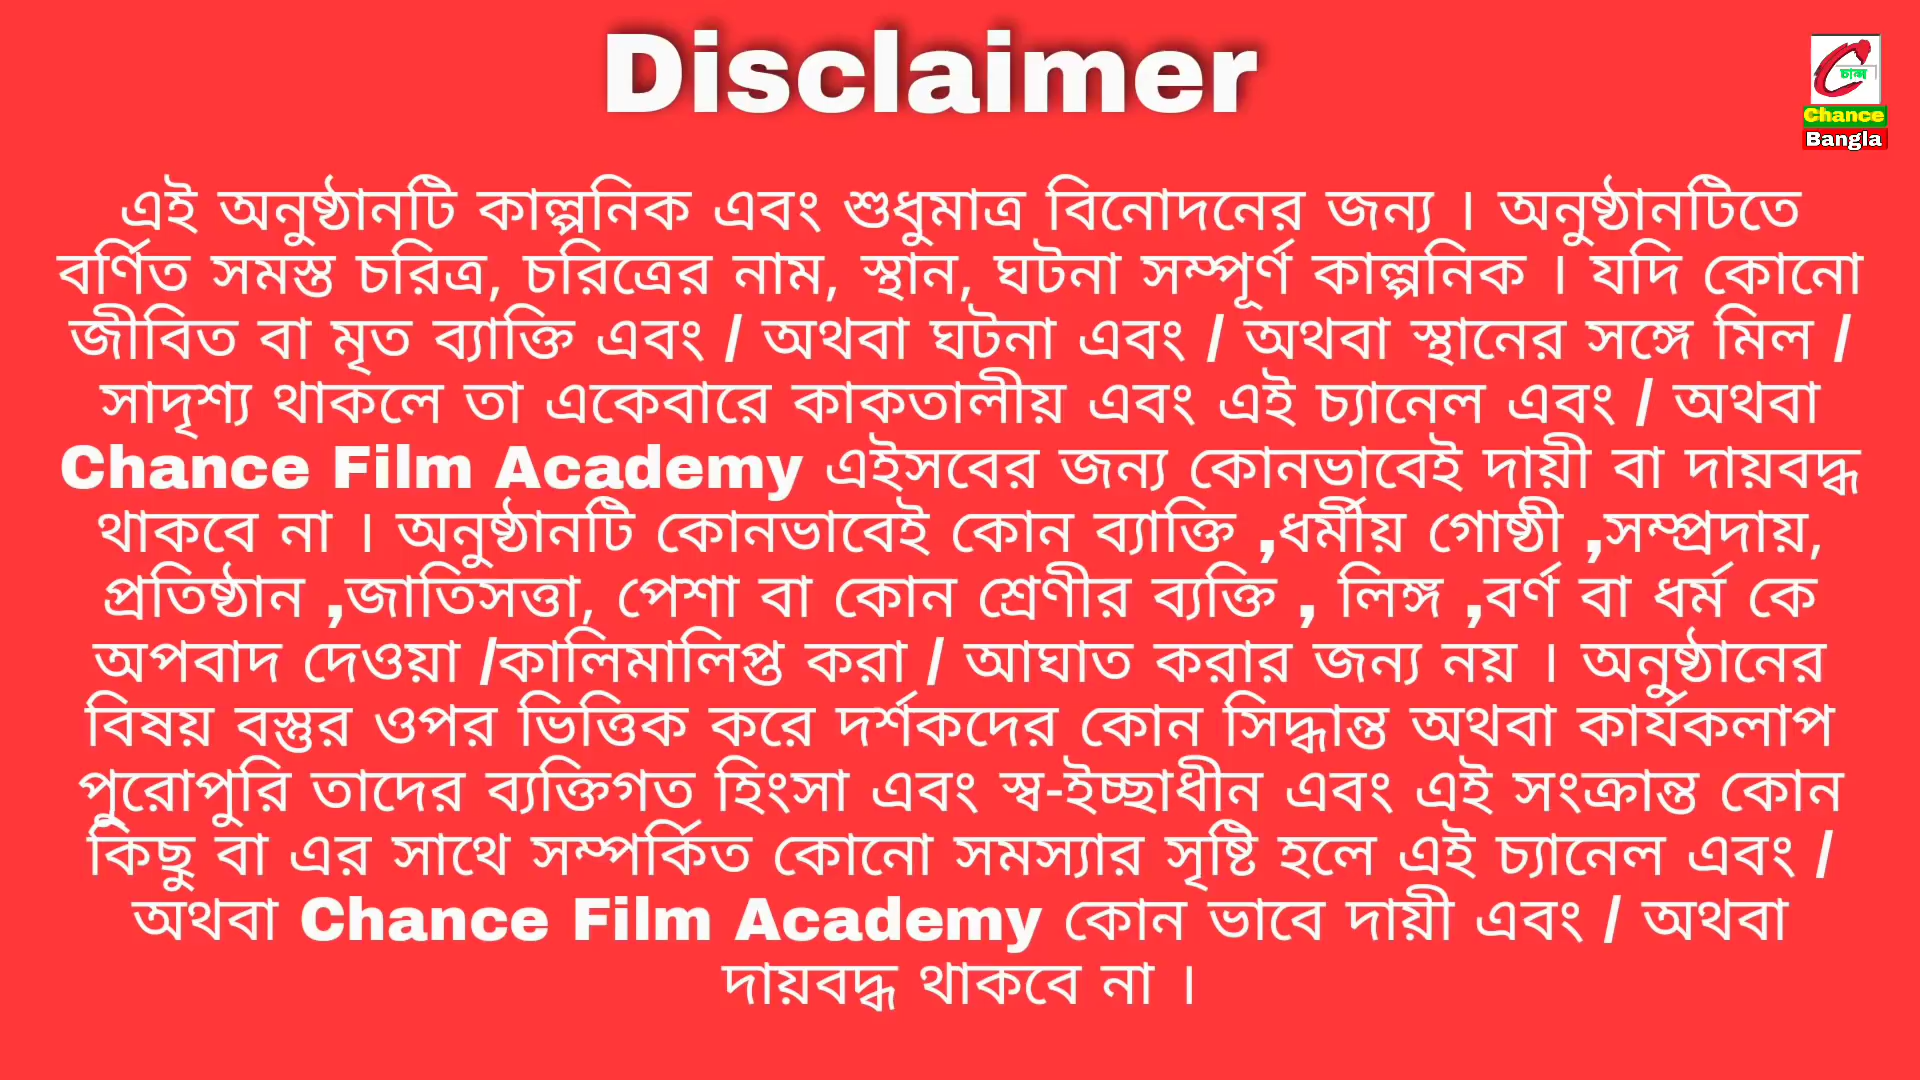 Disclaimer
চান্স
Chance
Bangla
এই অনুষ্ঠানটি কাল্পনিক এবং শুধুমাত্র বিনোদনের জন্য । অনুষ্ঠানটিতে
বর্ণিত সমস্ত চরিত্র, চরিত্রের নাম, স্থান, ঘটনা সম্পূর্ণ কাল্পনিক । যদি কোনো
জীবিত বা মৃত ব্যাক্তি এবং / অথবা ঘটনা এবং / অথবা স্থানের সঙ্গে মিল /
সাদৃশ্য থাকলে তা একেবারে কাকতালীয় এবং এই চ্যানেল এবং / অথবা
Chance Film Academy এইসবের জন্য কোনভাবেই দায়ী বা দায়বদ্ধ
থাকবে না । অনুষ্ঠানটি কোনভাবেই কোন ব্যাক্তি ,ধর্মীয় গোষ্ঠী ,সম্প্রদায়,
প্রতিষ্ঠান ,জাতিসত্তা, পেশা বা কোন শ্রেণীর ব্যক্তি , লিঙ্গ ,বর্ণ বা ধর্ম কে
অপবাদ দেওয়া /কালিমালিপ্ত করা / আঘাত করার জন্য নয় । অনুষ্ঠানের
বিষয় বস্তুর ওপর ভিত্তিক করে দর্শকদের কোন সিদ্ধান্ত অথবা কার্যকলাপ
পুরোপুরি তাদের ব্যক্তিগত হিংসা এবং স্ব-ইচ্ছাধীন এবং এই সংক্রান্ত কোন
কিছু বা এর সাথে সম্পর্কিত কোনো সমস্যার সৃষ্টি হলে এই চ্যানেল এবং /
অথবা Chance Film Academy কোন ভাবে দায়ী এবং / অথবা
দায়বদ্ধ থাকবে না ।